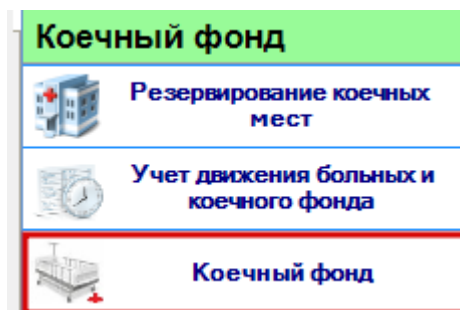 Коечный фонд
Резервирование коечных
мест
Учет движения больных и
коечного фонда
Коечный фонд